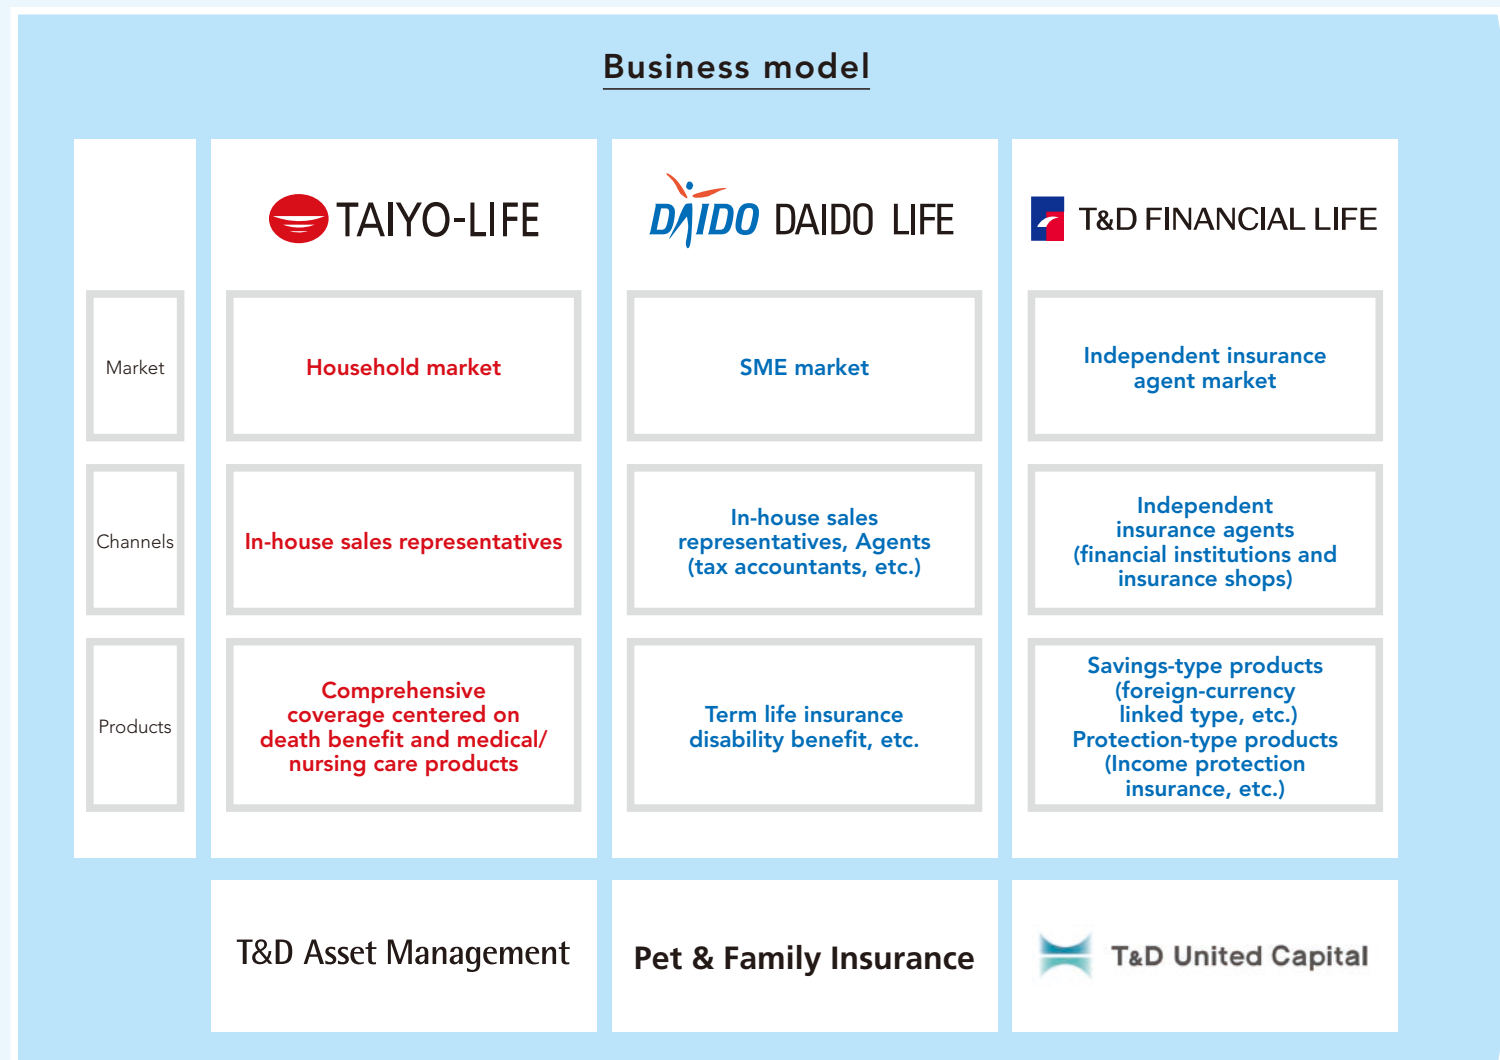 Business model
TAIYO-LIFE
DAIDO DAIDO LIFE
T&D FINANCIAL LIFE
Market
Household market
SME market
Independent insurance
agent market
Channels
In-house sales representatives
In-house sales
representatives, Agents
(tax accountants, etc.)
Independent
insurance agents
(financial institutions and
insurance shops)
Products
Comprehensive
coverage centered on
death benefit and medical/
nursing care products
Term life insurance
disability benefit, etc.
Savings-type products
(foreign-currency
linked type, etc.)
Protection-type products
(Income protection
insurance, etc.)
T&D Asset Management
Pet & Family Insurance
T&D United Capital